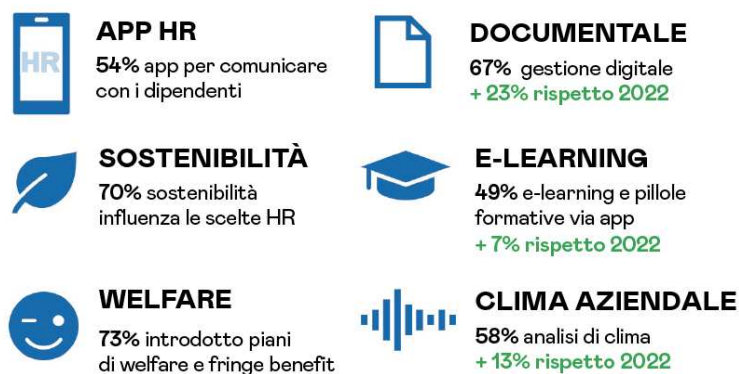 HR
APP HR
54% app per comunicare
con i dipendenti
DOCUMENTALE
67% gestione digitale
+ 23% rispetto 2022
SOSTENIBILITÀ
70% sostenibilità
influenza le scelte HR
E-LEARNING
49% e-learning e pillole
formative via app
+ 7% rispetto 2022
WELFARE
73% introdotto piani
di welfare e fringe benefit
CLIMA AZIENDALE
58% analisi di clima
+ 13% rispetto 2022